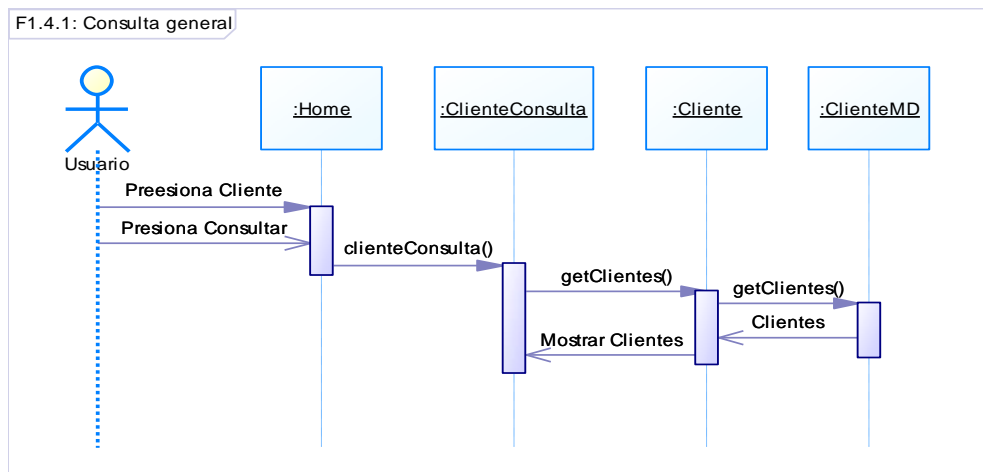 F1.4.1: Consulta general
:Home
:ClienteConsulta
:Cliente
:ClienteMD
Usuario
Preesiona Cliente
Presiona Consultar
clienteConsulta()
getClientes()
getClientes()
Clientes
Mostrar Clientes